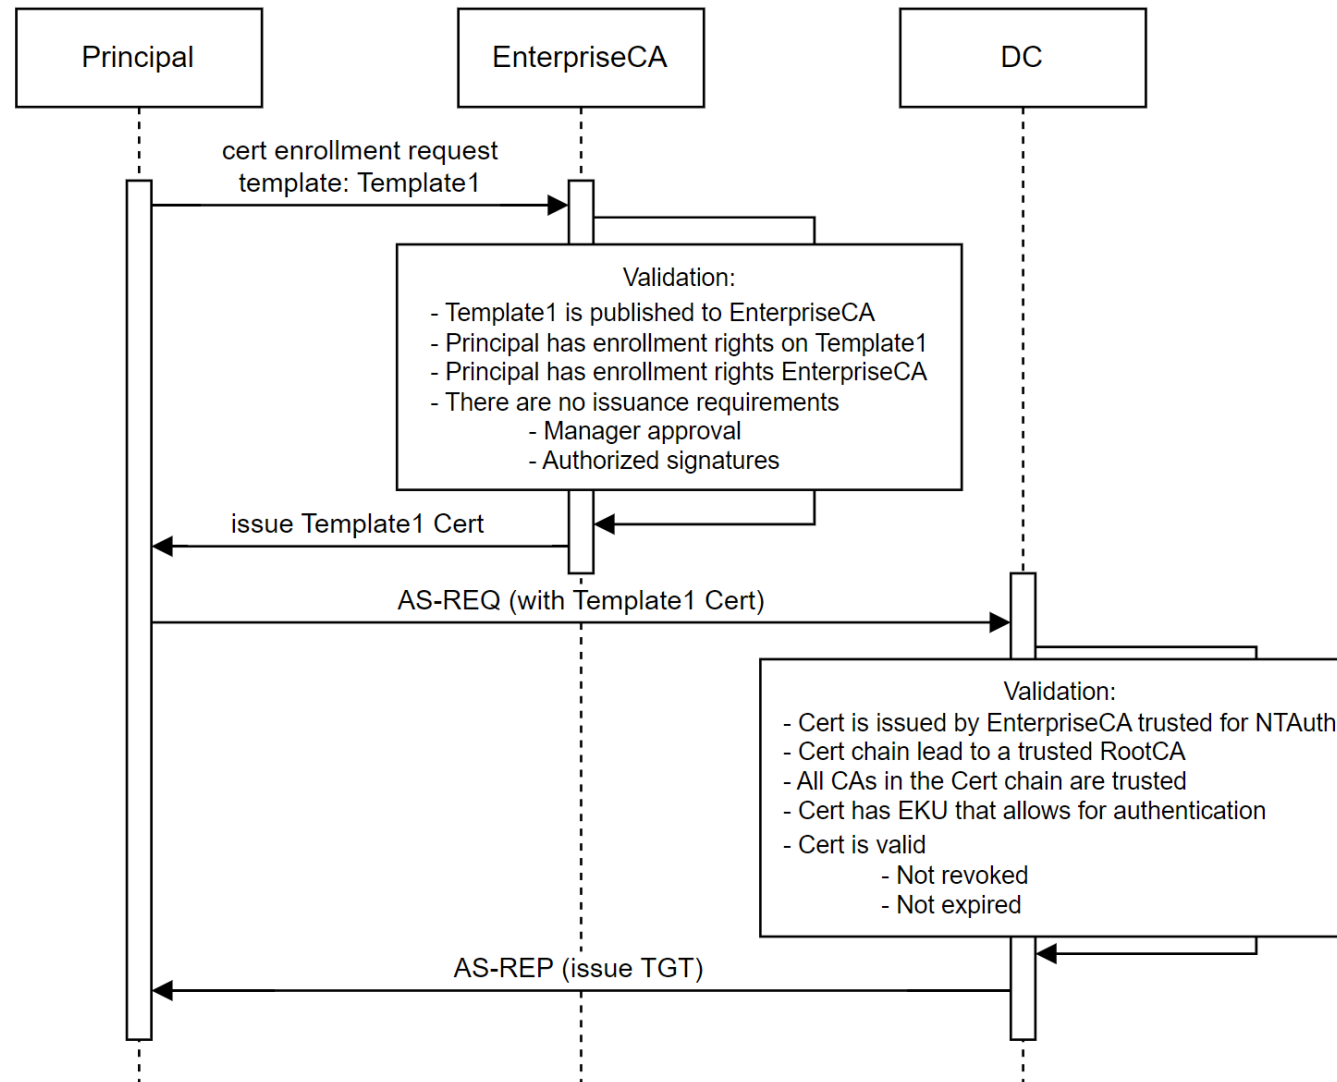 Principal
EnterpriseCA
DC
cert enrollment request
template: Template1
Validation:
- Template1 is published to EnterpriseCA
- Principal has enrollment rights on Template1
- Principal has enrollment rights EnterpriseCA
- There are no issuance requirements
- Manager approval
- Authorized signatures
issue Template1 Cert
AS-REQ (with Template1 Cert)
Validation:
- Cert is issued by EnterpriseCA trusted for NTAuth
- Cert chain lead to a trusted RootCA
- All CAs in the Cert chain are trusted
- Cert has EKU that allows for authentication
- Cert is valid
- Not revoked
- Not expired
AS-REP (issue TGT)